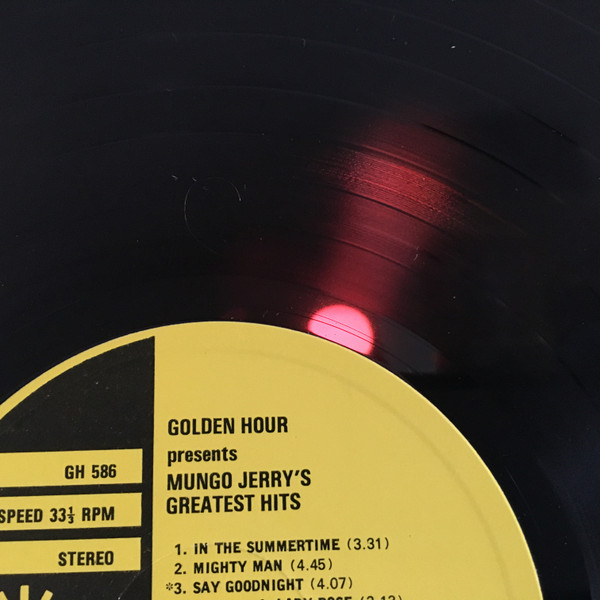 GOLDEN HOUR
presents
MUNGO JERRY'S
GREATEST HITS
GH 586
SPEED 33⅓ RPM
STEREO
1. IN THE SUMMERTIME (3.31)
2. MIGHTY MAN (4.45)
*3. SAY GOODNIGHT (4.07)